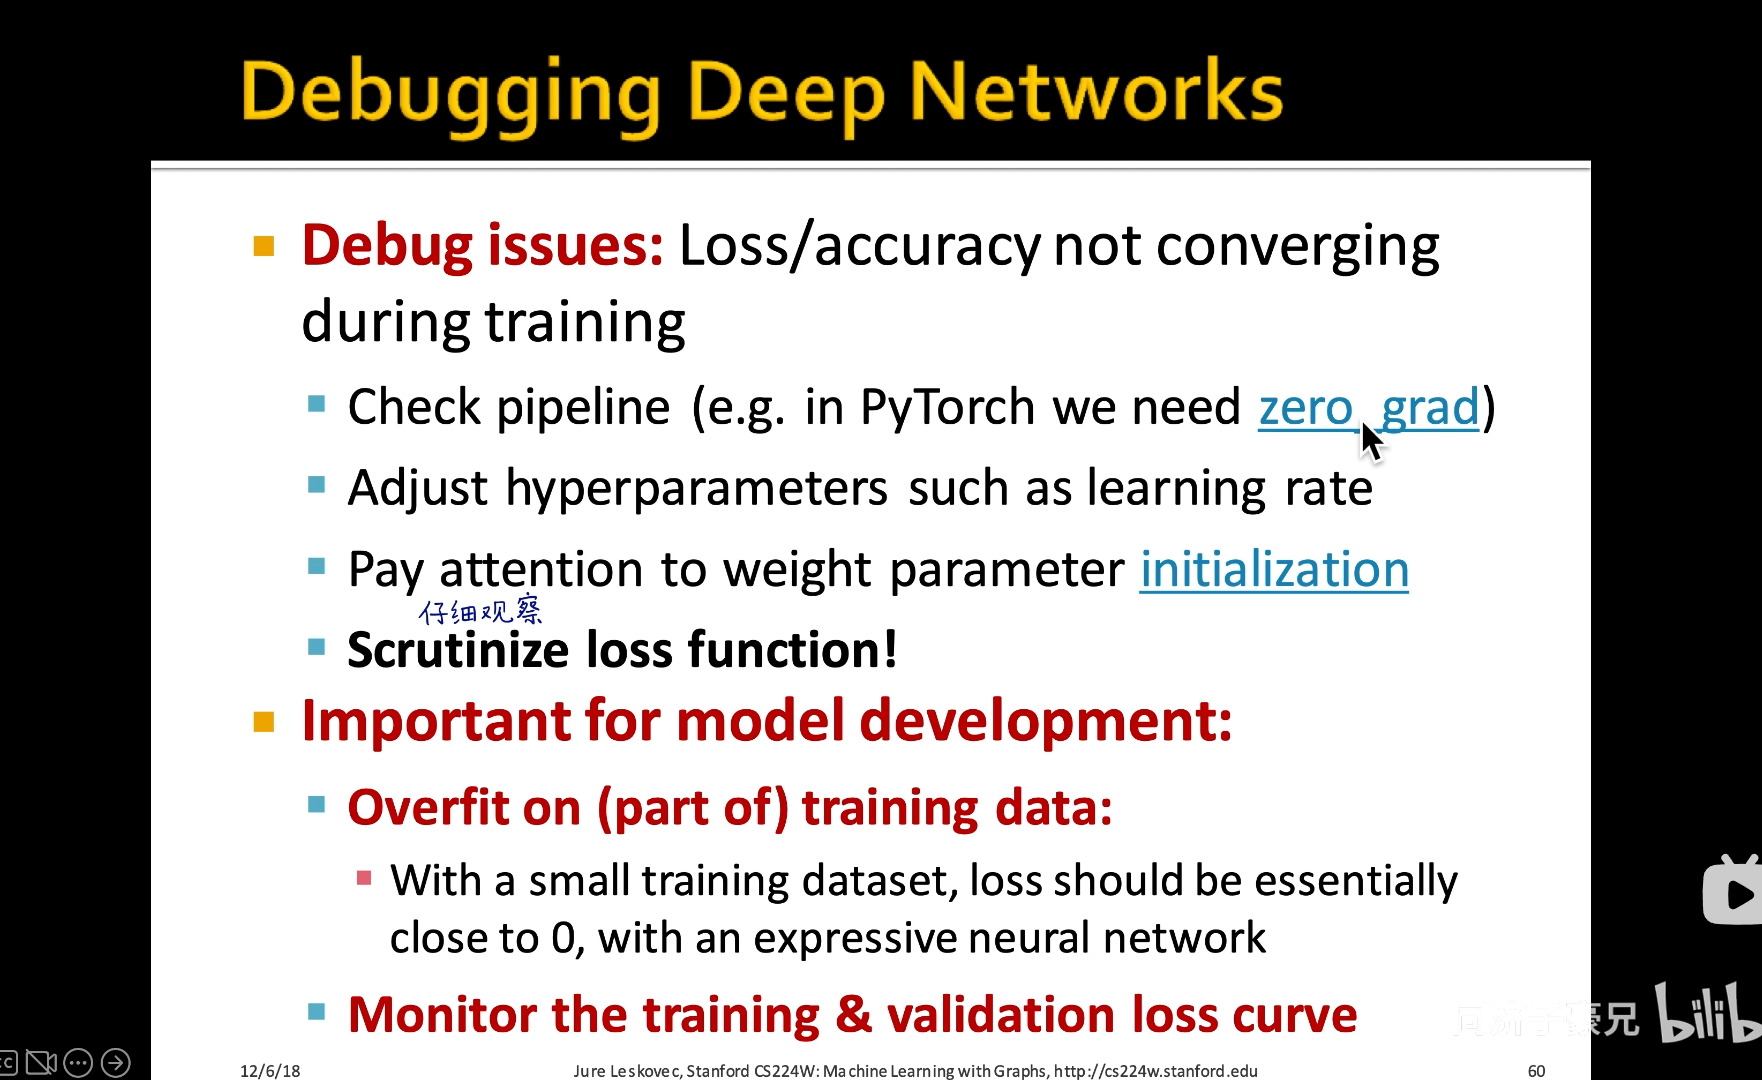 Debugging Deep Networks
Debug issues: Loss/accuracy not converging
during training
Check pipeline (e.g. in PyTorch we need zero_grad)
Adjust hyperparameters such as learning rate
Pay attention to weight parameter initialization
仔细观察
Scrutinize loss function!
Important for model development:
Overfit on (part of) training data:
With a small training dataset, loss should be essentially
close to 0, with an expressive neural network
Monitor the training & validation loss curve
豪兄 bilib
12/6/18 Jure Leskovec, Stanford CS224W: Machine Learning with Graphs, http://cs224w.stanford.edu 60